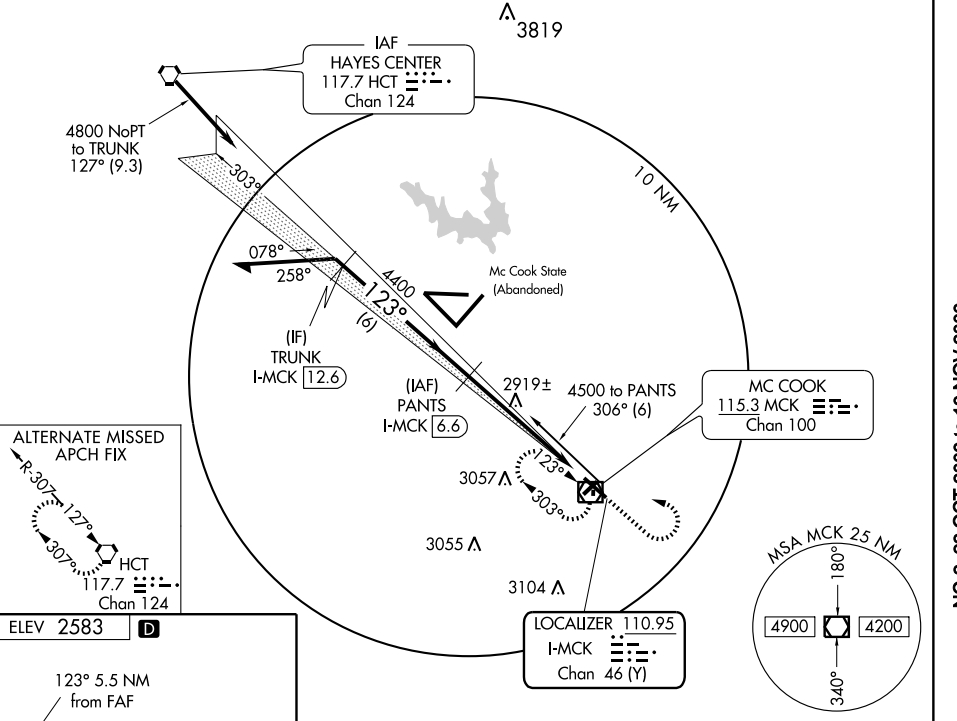 3819
IAF
HAYES CENTER
117.7 HCT
Chan 124
4800 NoPT
to TRUNK
127° (9.3)
303°
10 NM
078°
258°
4400
123°
(6)
Mc Cook State
(Abandoned)
(IF)
TRUNK
I-MCK 12.6
(IAF)
PANTS
I-MCK 6.6
2919±
4500 to PANTS
306° (6)
MC COOK
115.3 MCK
Chan 100
ALTERNATE MISSED
APCH FIX
R-307
127°
307°
HCT
117.7
Chan 124
3057
123°
303°
3055
3104
LOCALIZER 110.95
I-MCK
Chan 46 (Y)
MSA MCK 25 NM
180°
4900
4200
340°
ELEV 2583 D
123° 5.5 NM
from FAF